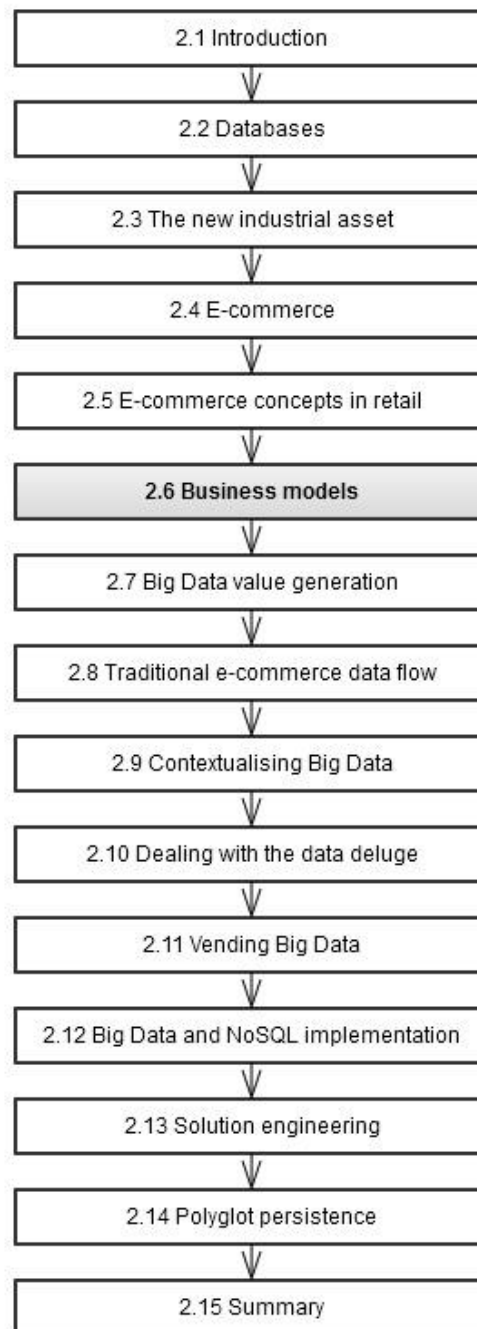 2.1 Introduction
2.2 Databases
2.3 The new industrial asset
2.4 E-commerce
2.5 E-commerce concepts in retail
2.6 Business models
2.7 Big Data value generation
2.8 Traditional e-commerce data flow
2.9 Contextualising Big Data
2.10 Dealing with the data deluge
2.11 Vending Big Data
2.12 Big Data and NoSQL implementation
2.13 Solution engineering
2.14 Polyglot persistence
2.15 Summary